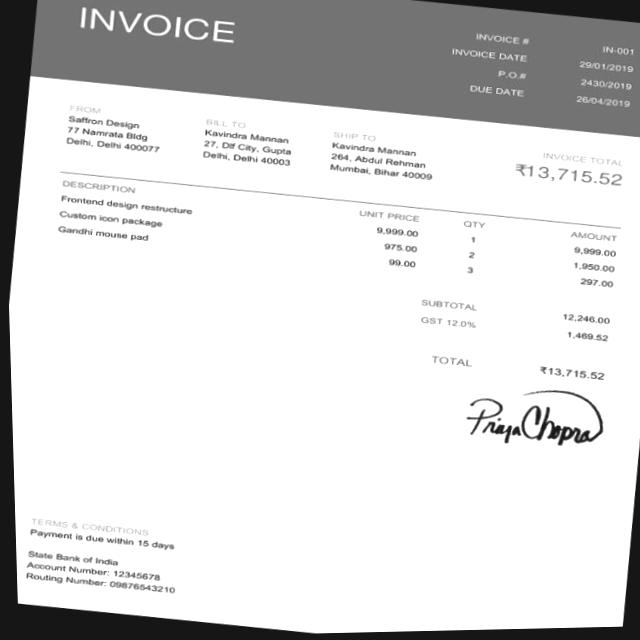 INVOICE
INVOICE # IN-001
INVOICE DATE 29/01/2019
P.O.# 2430/2019
DUE DATE 26/04/2019
FROM
Saffron Design
77 Namrata Bldg
Delhi, Delhi 400077
BILL TO
Kavindra Mannan
27, Dlf City, Gupta
Delhi, Delhi 40003
SHIP TO
Kavindra Mannan
264, Abdul Rehman
Mumbai, Bihar 40009
INVOICE TOTAL
₹13,715.52
DESCRIPTION UNIT PRICE QTY AMOUNT
Frontend design restructure 9,999.00 1 9,999.00
Custom icon package 975.00 2 1,950.00
Gandhi mouse pad 99.00 3 297.00
SUBTOTAL 12,246.00
GST 12.0% 1,469.52
TOTAL ₹13,715.52
Priya Chopra
TERMS & CONDITIONS
Payment is due within 15 days
State Bank of India
Account Number: 12345678
Routing Number: 09876543210